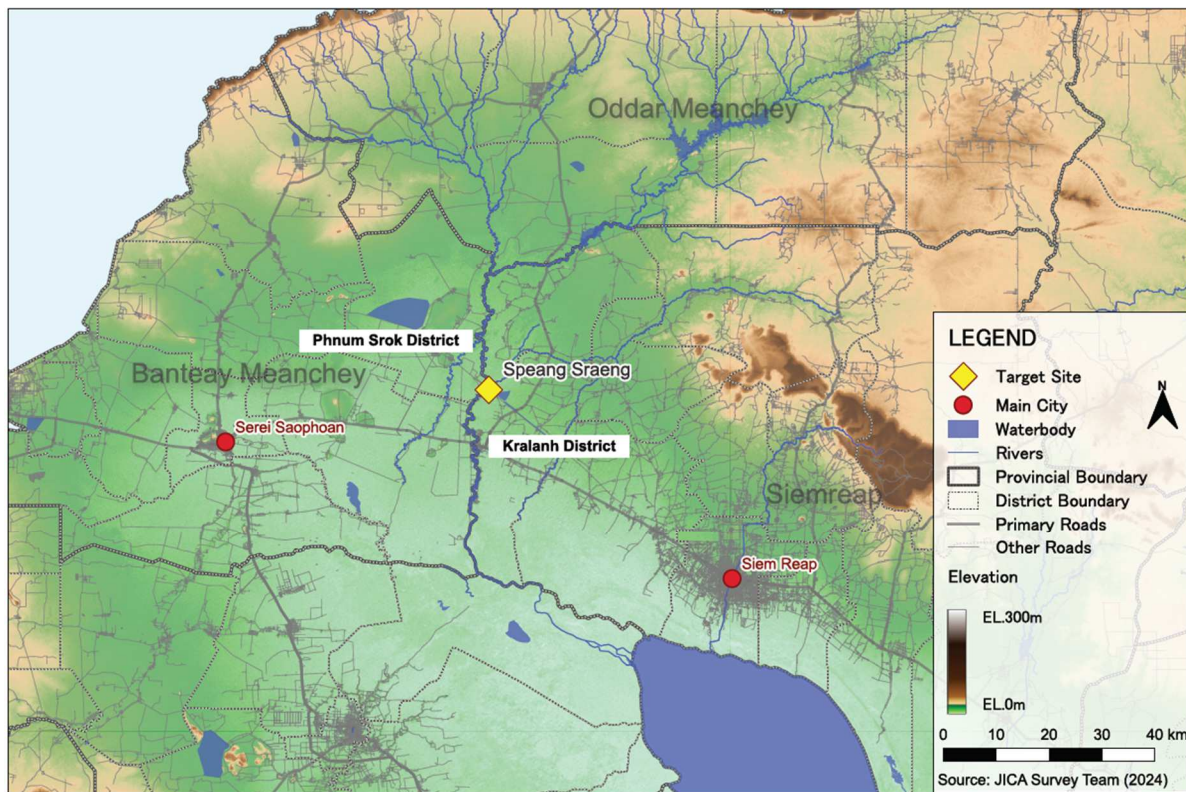 Oddar Meanchey
Phnum Srok District
Speang Sraeng
Banteay Meanchey
Serei Saophoan
Kralanh District
Siemreap
Siem Reap
LEGEND
Target Site
Main City
Waterbody
Rivers
Provincial Boundary
District Boundary
Primary Roads
Other Roads
N
Elevation
EL.300m
EL.0m
0 10 20 30 40 km
Source: JICA Survey Team (2024)